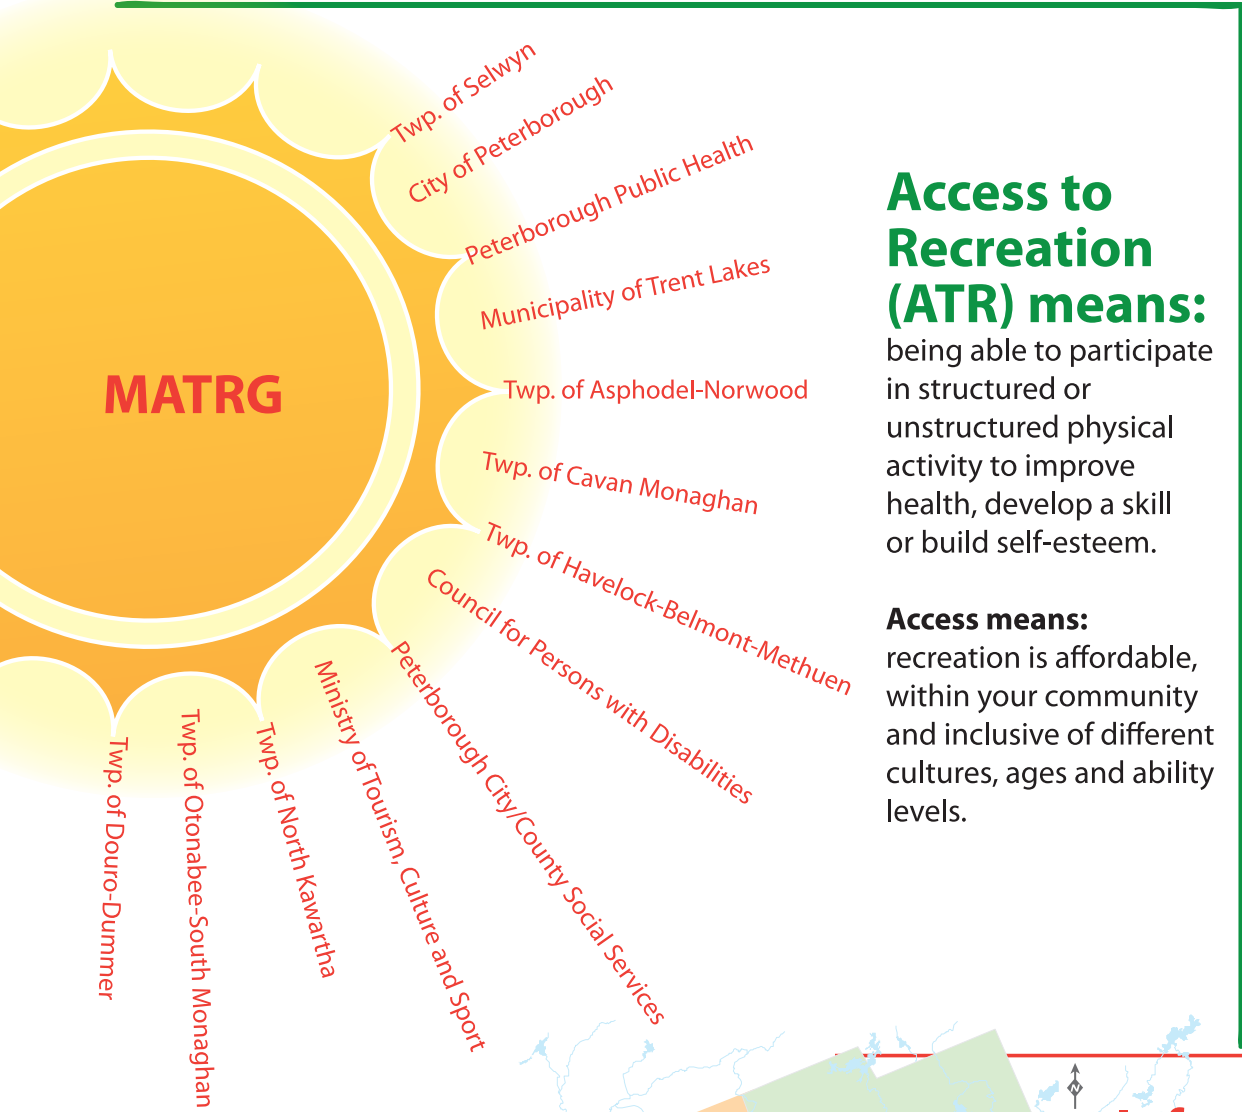 Twp. of Selwyn
City of Peterborough
Peterborough Public Health
Municipality of Trent Lakes
Twp. of Asphodel-Norwood
Twp. of Cavan Monaghan
Twp. of Havelock-Belmont-Methuen
Council for Persons with Disabilities
Peterborough City/County Social Services
Ministry of Tourism, Culture and Sport
Twp. of North Kawartha
Twp. of Otonabee-South Monaghan
Twp. of Douro-Dummer
MATRG
Access to
Recreation
(ATR) means:
being able to participate
in structured or
unstructured physical
activity to improve
health, develop a skill
or build self-esteem.
Access means:
recreation is affordable,
within your community
and inclusive of different
cultures, ages and ability
levels.
N